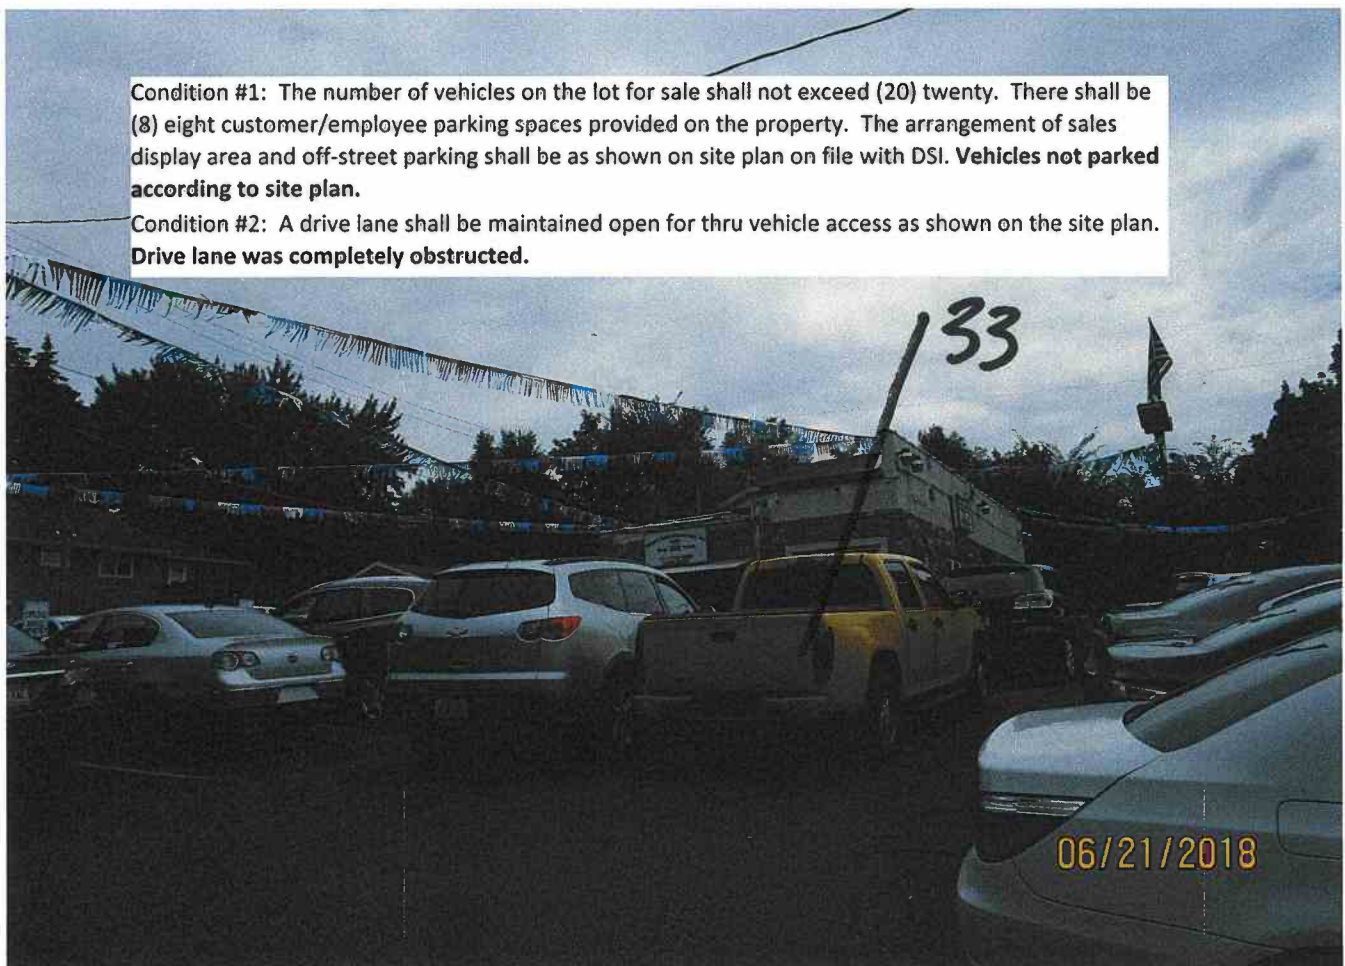 Condition #1:  The number of vehicles on the lot for sale shall not exceed (20) twenty.  There shall be
(8) eight customer/employee parking spaces provided on the property.  The arrangement of sales
display area and off-street parking shall be as shown on site plan on file with DSI. Vehicles not parked
according to site plan.
Condition #2:  A drive lane shall be maintained open for thru vehicle access as shown on the site plan.
Drive lane was completely obstructed.
33
06/21/2018